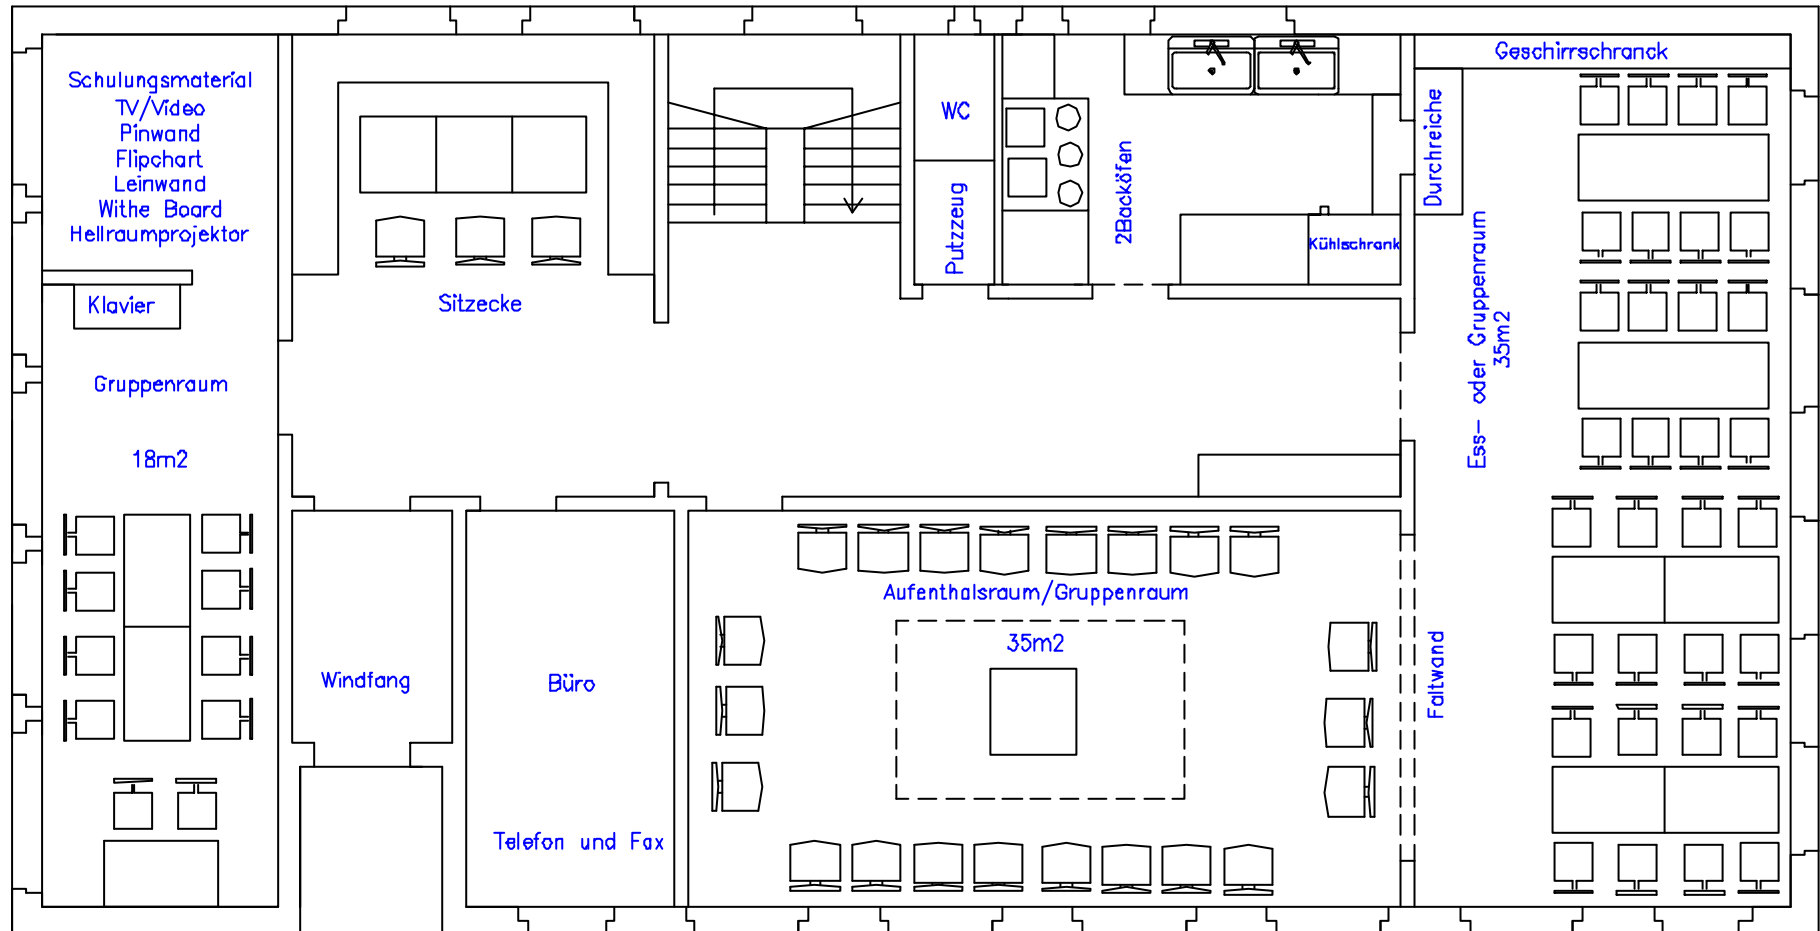 Schulungsmaterial
TV/Video
Pinwand
Flipchart
Leinwand
Withe Board
Hellraumprojektor
Klavier
Gruppenraum
18m2
Sitzecke
WC
Putzzeug
2Backöfen
Kühlschrank
Durchreiche
Geschirrschranck
Ess- oder Gruppenraum
35m2
Windfang
Büro
Telefon und Fax
Aufenthalsraum/Gruppenraum
35m2
Faltwand